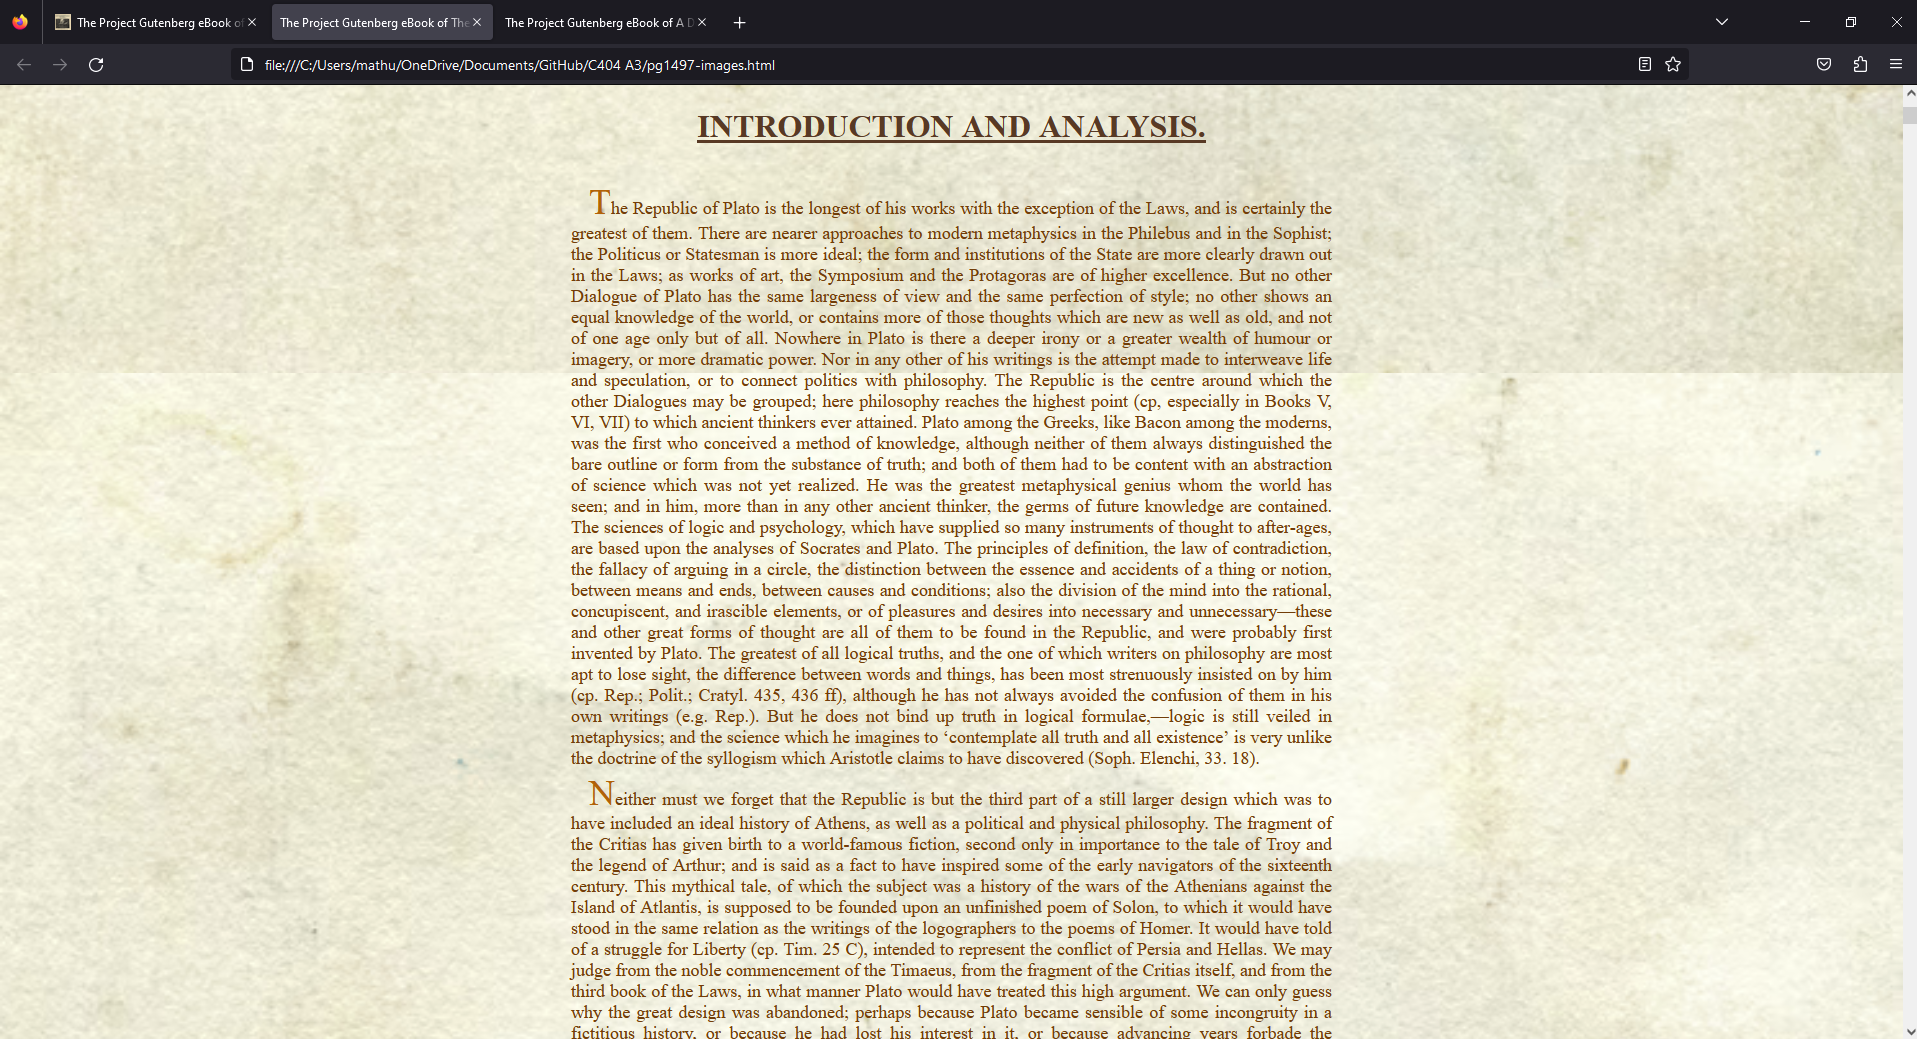 The Project Gutenberg eBook of
The Project Gutenberg eBook of The
The Project Gutenberg eBook of A D
file:///C:/Users/mathu/OneDrive/Documents/GitHub/C404 A3/pg1497-images.html
INTRODUCTION AND ANALYSIS.
The Republic of Plato is the longest of his works with the exception of the Laws, and is certainly the
greatest of them. There are nearer approaches to modern metaphysics in the Philebus and in the Sophist;
the Politicus or Statesman is more ideal; the form and institutions of the State are more clearly drawn out
in the Laws; as works of art, the Symposium and the Protagoras are of higher excellence. But no other
Dialogue of Plato has the same largeness of view and the same perfection of style; no other shows an
equal knowledge of the world, or contains more of those thoughts which are new as well as old, and not
of one age only but of all. Nowhere in Plato is there a deeper irony or a greater wealth of humour or
imagery, or more dramatic power. Nor in any other of his writings is the attempt made to interweave life
and speculation, or to connect politics with philosophy. The Republic is the centre around which the
other Dialogues may be grouped; here philosophy reaches the highest point (cp, especially in Books V,
VI, VII) to which ancient thinkers ever attained. Plato among the Greeks, like Bacon among the moderns,
was the first who conceived a method of knowledge, although neither of them always distinguished the
bare outline or form from the substance of truth; and both of them had to be content with an abstraction
of science which was not yet realized. He was the greatest metaphysical genius whom the world has
seen; and in him, more than in any other ancient thinker, the germs of future knowledge are contained.
The sciences of logic and psychology, which have supplied so many instruments of thought to after-ages,
are based upon the analyses of Socrates and Plato. The principles of definition, the law of contradiction,
the fallacy of arguing in a circle, the distinction between the essence and accidents of a thing or notion,
between means and ends, between causes and conditions; also the division of the mind into the rational,
concupiscent, and irascible elements, or of pleasures and desires into necessary and unnecessary—these
and other great forms of thought are all of them to be found in the Republic, and were probably first
invented by Plato. The greatest of all logical truths, and the one of which writers on philosophy are most
apt to lose sight, the difference between words and things, has been most strenuously insisted on by him
(cp. Rep.; Polit.; Cratyl. 435, 436 ff), although he has not always avoided the confusion of them in his
own writings (e.g. Rep.). But he does not bind up truth in logical formulae,—logic is still veiled in
metaphysics; and the science which he imagines to ‘contemplate all truth and all existence’ is very unlike
the doctrine of the syllogism which Aristotle claims to have discovered (Soph. Elenchi, 33. 18).
Neither must we forget that the Republic is but the third part of a still larger design which was to
have included an ideal history of Athens, as well as a political and physical philosophy. The fragment of
the Critias has given birth to a world-famous fiction, second only in importance to the tale of Troy and
the legend of Arthur; and is said as a fact to have inspired some of the early navigators of the sixteenth
century. This mythical tale, of which the subject was a history of the wars of the Athenians against the
Island of Atlantis, is supposed to be founded upon an unfinished poem of Solon, to which it would have
stood in the same relation as the writings of the logographers to the poems of Homer. It would have told
of a struggle for Liberty (cp. Tim. 25 C), intended to represent the conflict of Persia and Hellas. We may
judge from the noble commencement of the Timaeus, from the fragment of the Critias itself, and from the
third book of the Laws, in what manner Plato would have treated this high argument. We can only guess
why the great design was abandoned; perhaps because Plato became sensible of some incongruity in a
fictitious history, or because he had lost his interest in it, or because advancing years forbade the